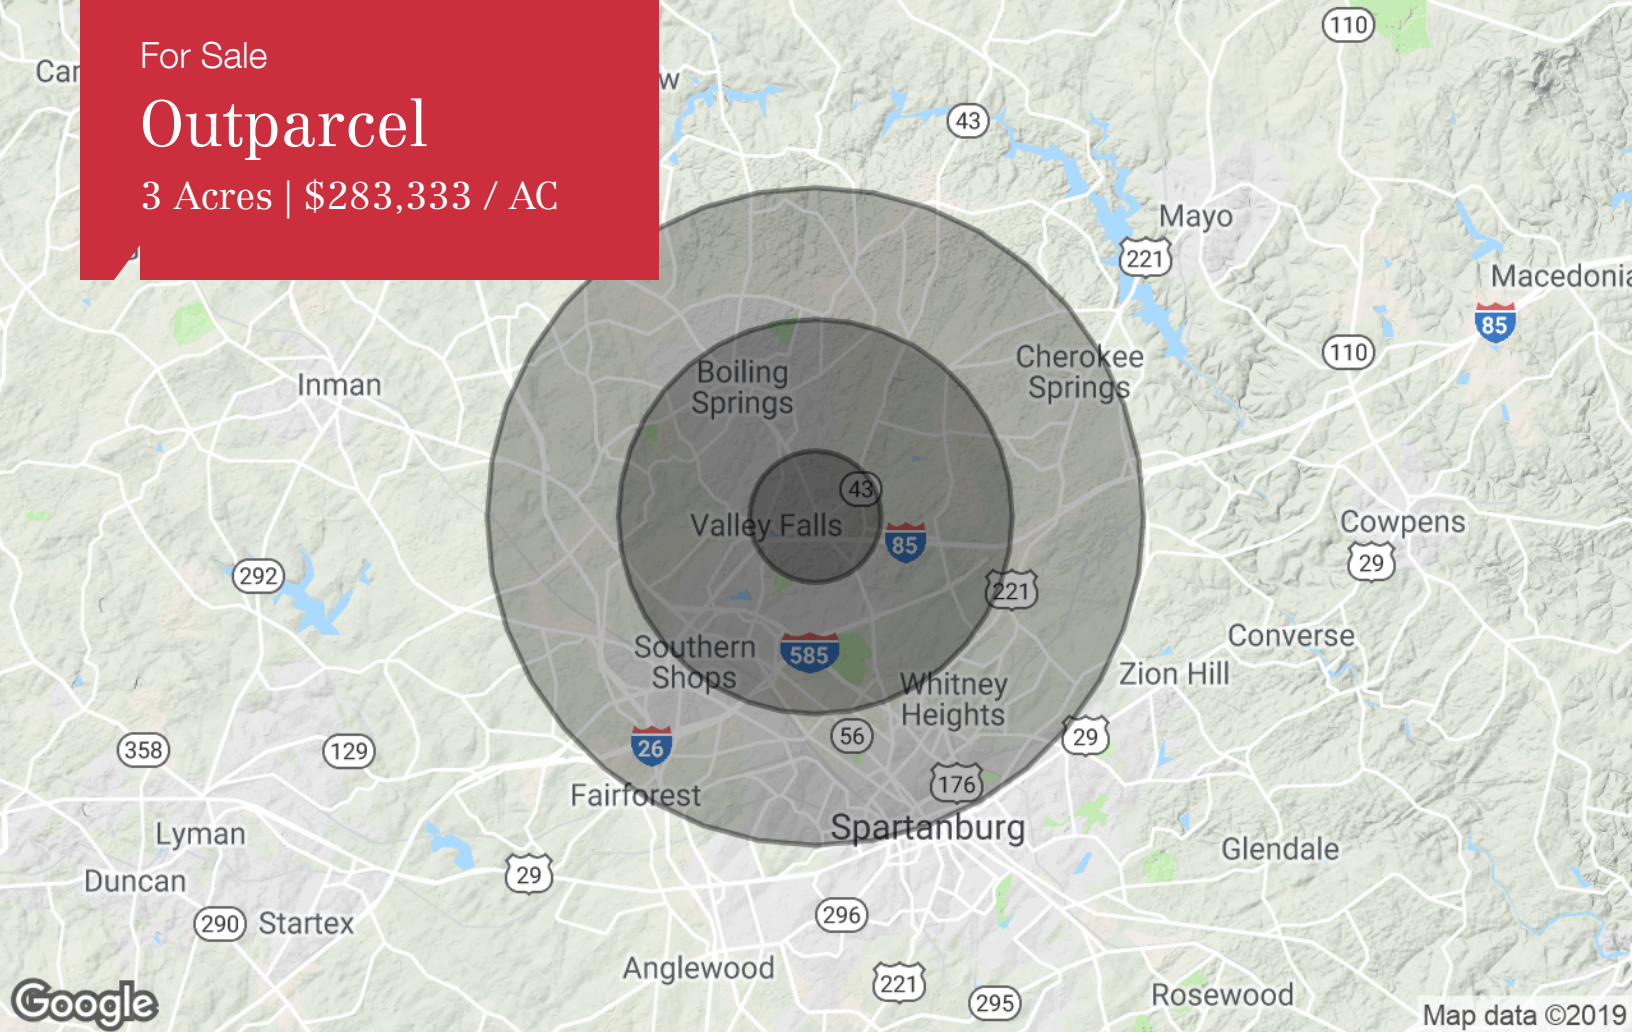 For Sale
Outparcel
3 Acres | $283,333 / AC
110
43
Mayo
221
Macedonia
85
110
Cherokee
Springs
Boiling
Springs
Inman
43
Valley Falls
85
Cowpens
29
292
221
Converse
Southern
Shops
585
Zion Hill
Whitney
Heights
26
56
29
358
129
176
Fairforest
Spartanburg
Lyman
Glendale
29
Duncan
290
Startex
296
Anglewood
221
295
Rosewood
Google
Map data ©2019